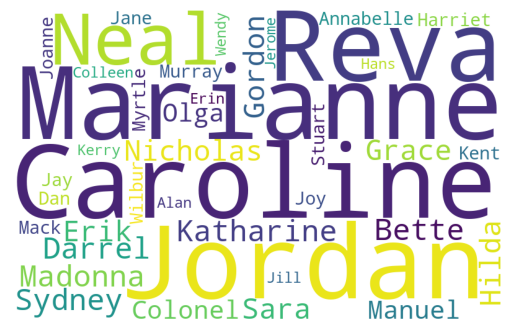 Jane
Annabelle
Harriet
Joanne
Neal
Wendy
Gordon
Jerome
Reva
Colleen
Murray
Hans
Marianne
Myrtle
Erin
Olga
Stuart
Kerry
Nicholas
Grace
Kent
Caroline
Jay
Dan
Wilbur
Alan
Joy
Mack
Erik
Katharine
Bette
Darrel
Jordan
Hilda
Madonna
Jill
Sydney
Colonel
Sara
Manuel